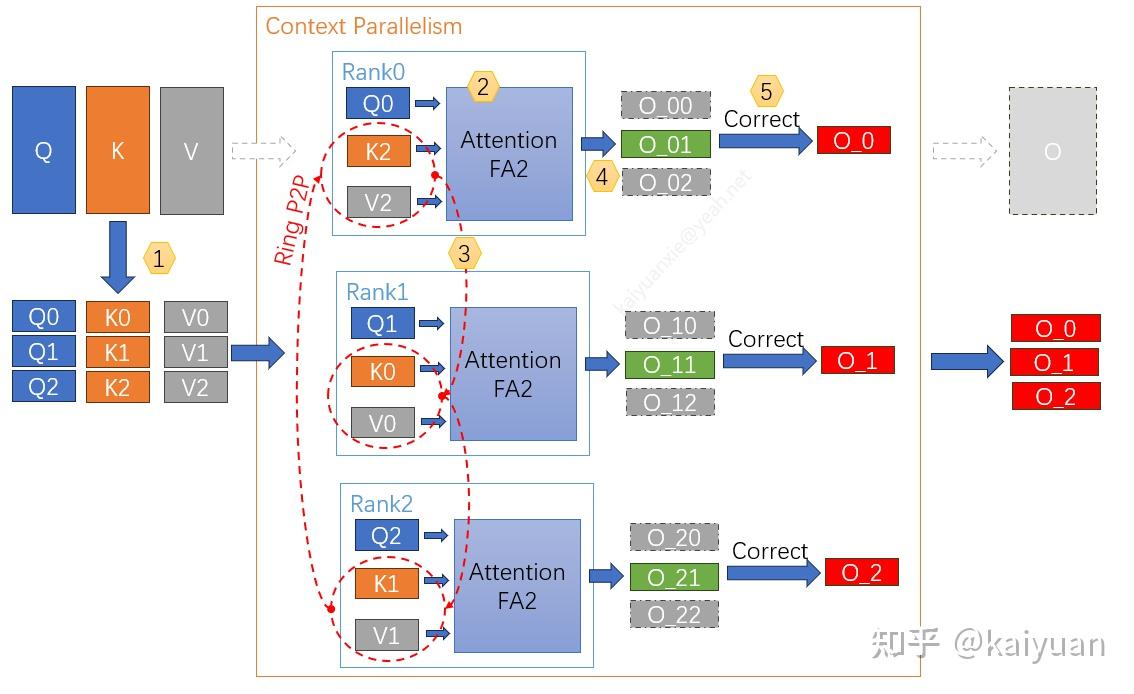 Context Parallelism
Q
K
V
1
Q0
K0
V0
Q1
K1
V1
Q2
K2
V2
Ring P2P
Rank0
Q0
K2
V2
2
Attention
FA2
3
4
O_00
O_01
O_02
5
Correct
O_0
Rank1
Q1
K0
V0
Attention
FA2
O_10
O_11
O_12
Correct
O_1
Rank2
Q2
K1
V1
Attention
FA2
O_20
O_21
O_22
Correct
O_2
O
O_0
O_1
O_2
kaiyuanxie@yeah.net
知乎 @kaiyuan